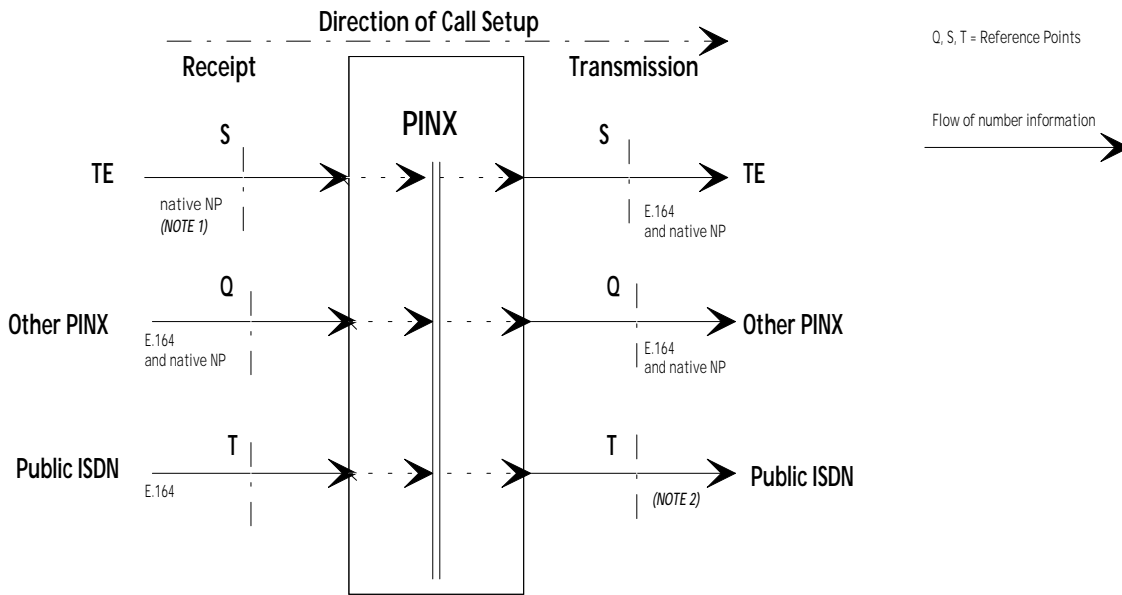 Direction of Call Setup
Q, S, T = Reference Points
Receipt
Transmission
Flow of number information
PINX
S
S
TE
TE
native NP
(NOTE 1)
E.164
and native NP
Q
Q
Other PINX
Other PINX
E.164
and native NP
E.164
and native NP
T
T
Public ISDN
Public ISDN
E.164
(NOTE 2)